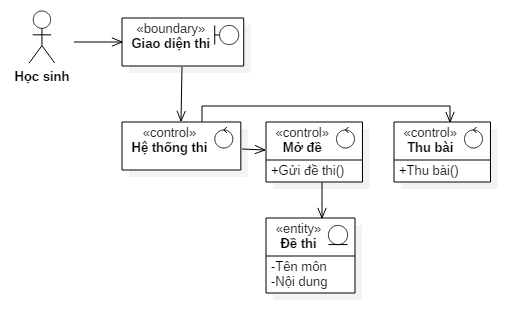 «boundary»
Giao diện thi
Học sinh
«control»
Hệ thống thi
«control»
Mở đề
+Gửi đề thi()
«control»
Thu bài
+Thu bài()
«entity»
Đề thi
-Tên môn
-Nội dung